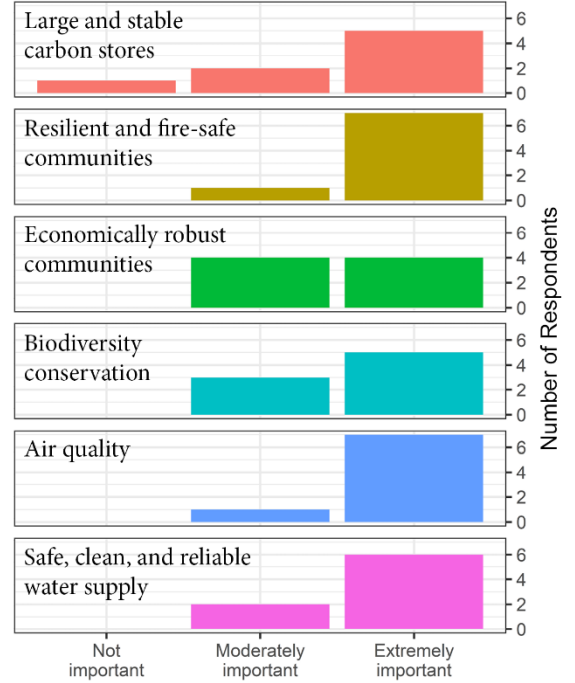 Large and stable
carbon stores
6
4
2
0
Resilient and fire-safe
communities
6
4
2
0
Economically robust
communities
6
4
2
0
Biodiversity
conservation
6
4
2
0
Air quality
6
4
2
0
Safe, clean, and reliable
water supply
6
4
2
0
Number of Respondents
Not
important
Moderately
important
Extremely
important